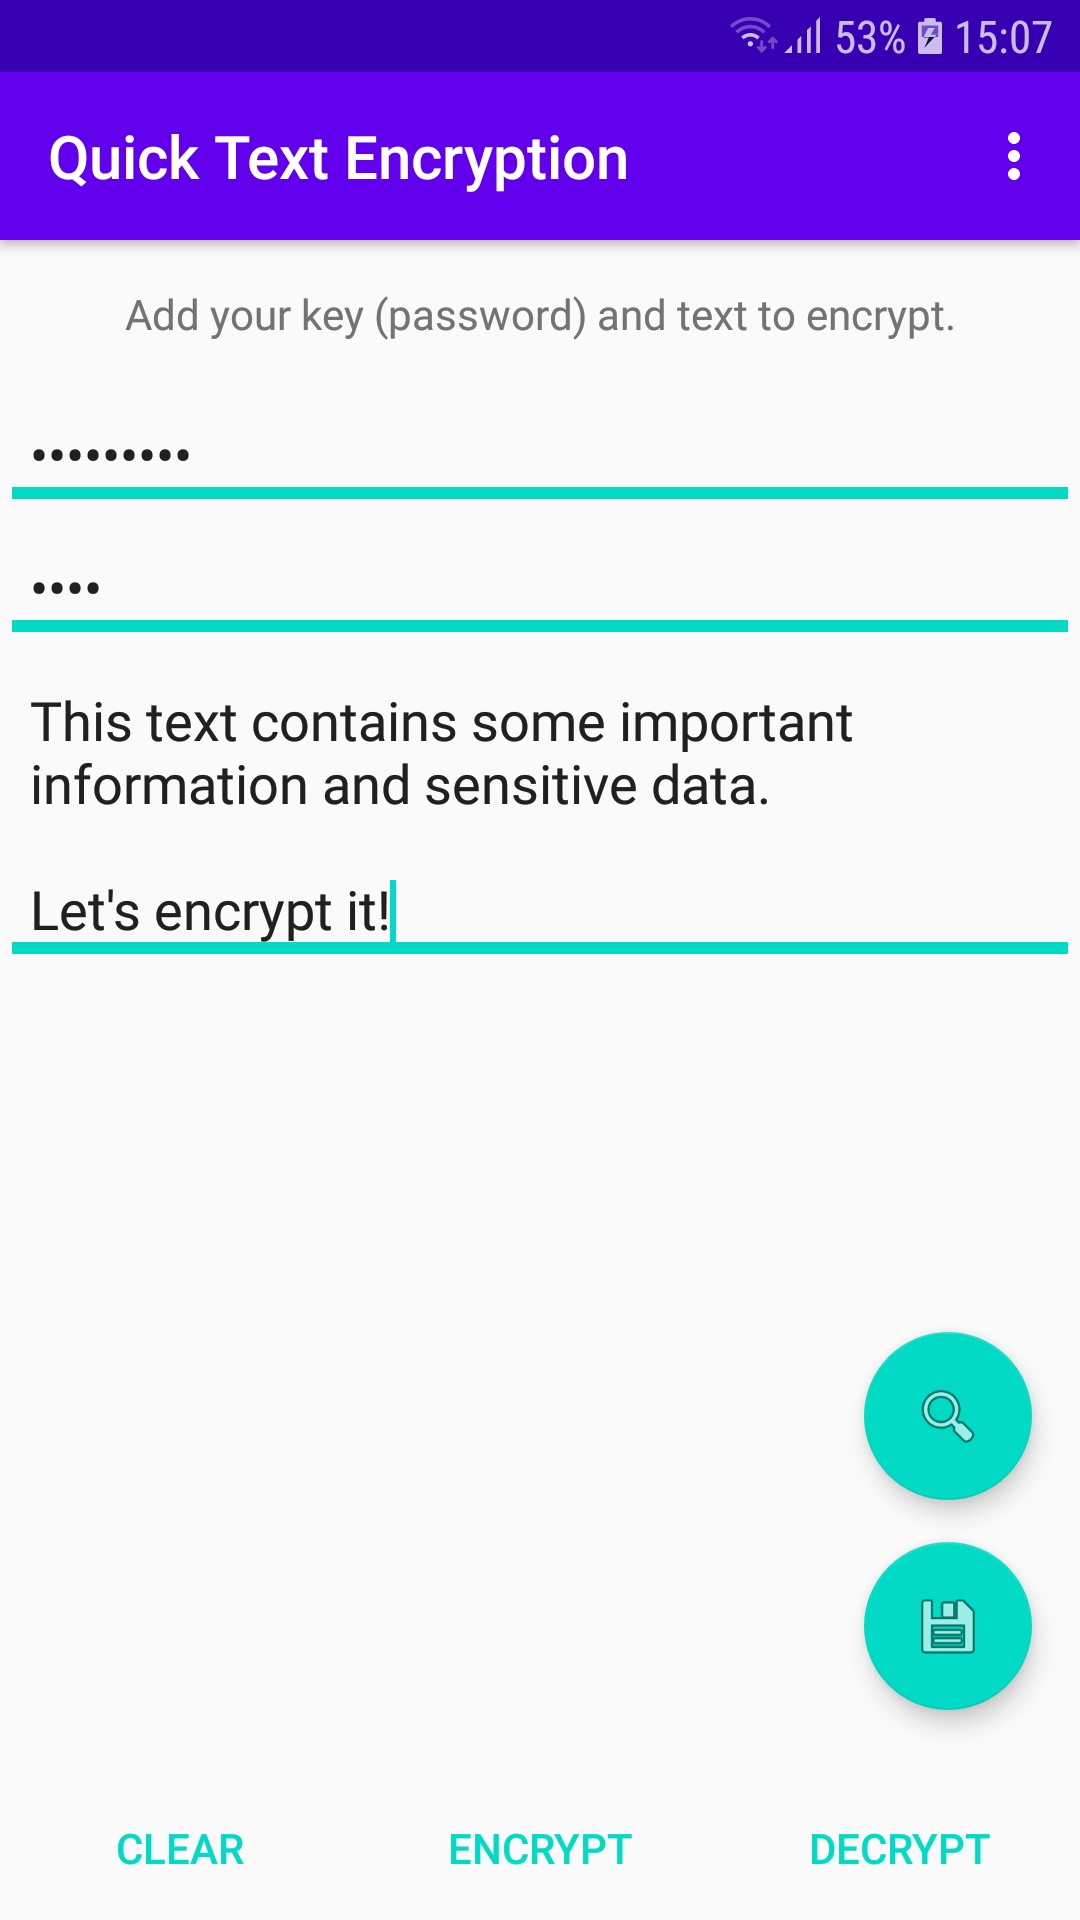 53% 15:07
Quick Text Encryption
Add your key (password) and text to encrypt.
•••••••••
••••
This text contains some important
information and sensitive data.
Let's encrypt it!
CLEAR ENCRYPT DECRYPT